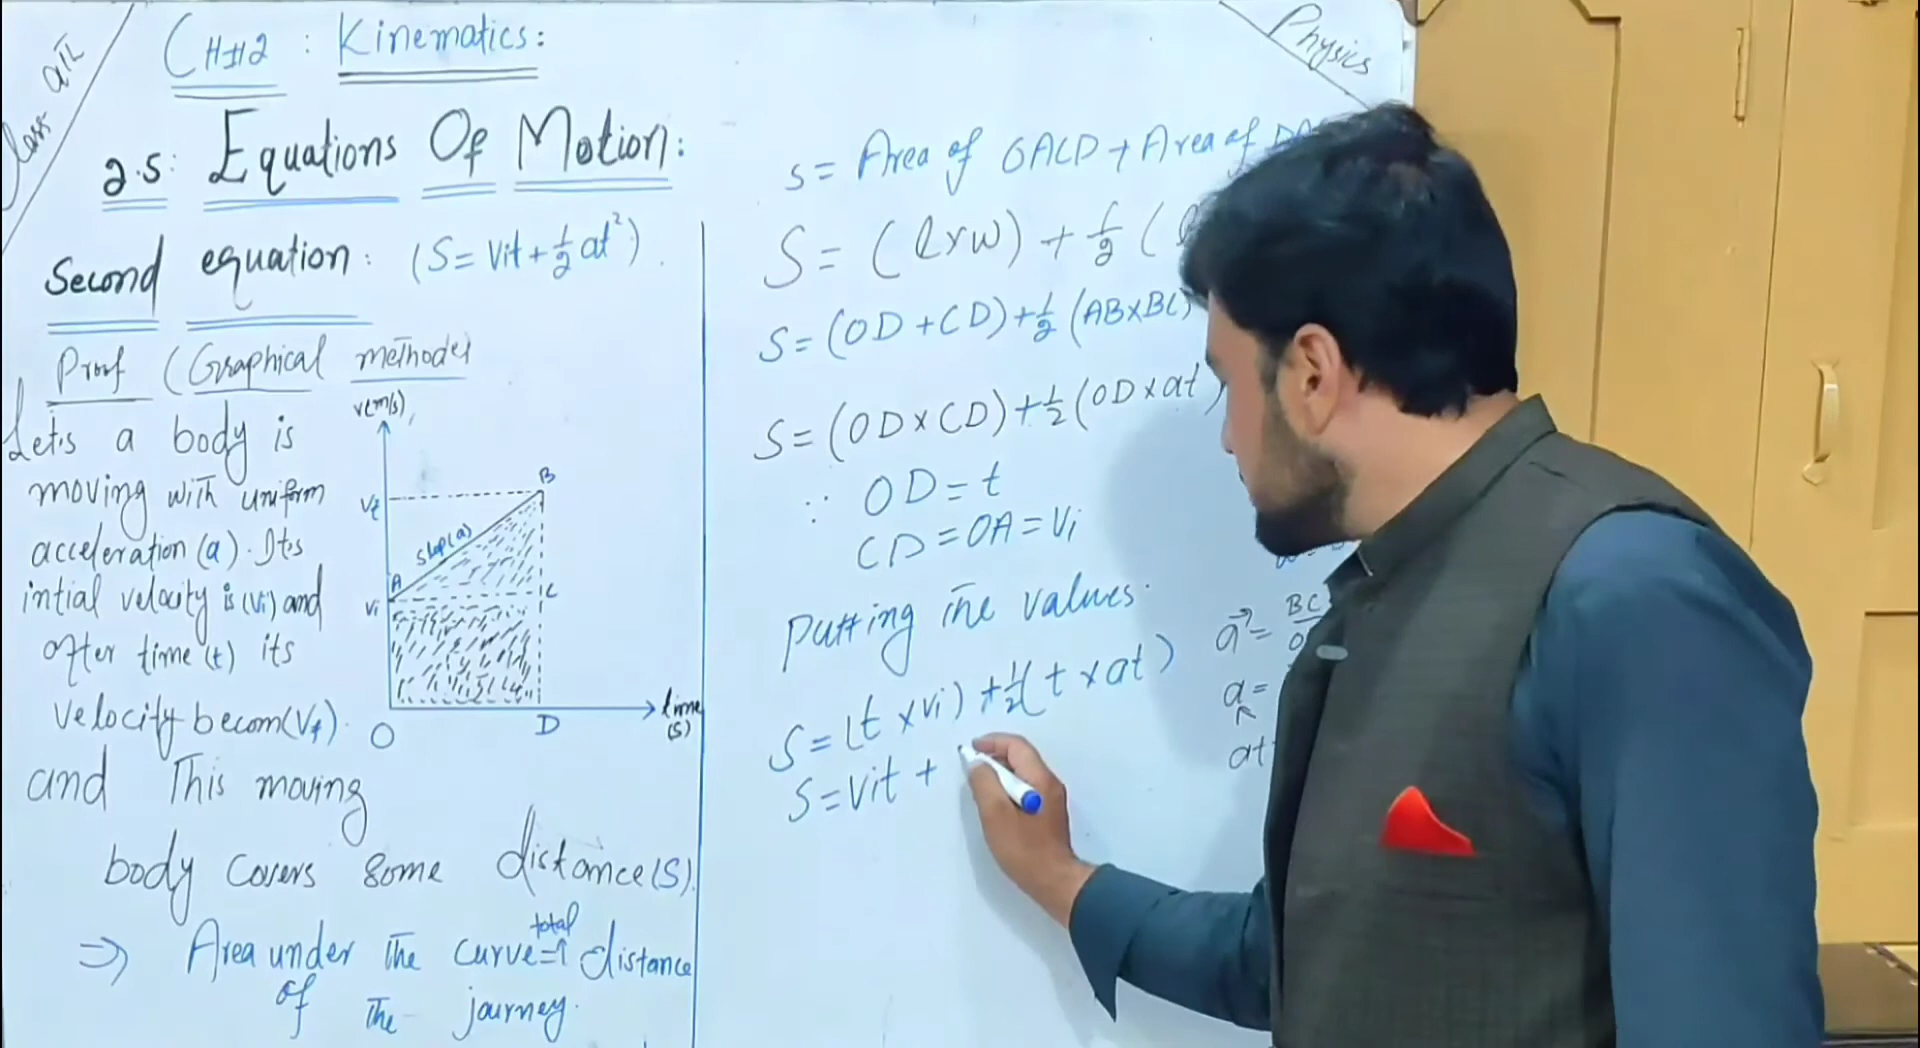 Class 9th
CH#2 : Kinematics:
Physics
2.5: Equations Of Motion:
Second equation: (S = Vit + 1/2 at²).
Proof (Graphical method)
Let,s a body is
moving with uniform
acceleration (a). It,s
intial velocity is (Vi) and
after time (t) its
velocity becom (Vf).
and This moving
body covers some distance (S).
⇒ Area under the curve = total distance
of the journey.
v(m/s)
Vf
B
slop(a)
A
Vi
C
O
D
time
(S)
S = Area of OACD + Area of
S = (l×w) + 1/2 (
S = (OD + CD) + 1/2 (AB×BC)
S = (OD × CD) + 1/2 (OD × at)
∵ OD = t
CD = OA = Vi
Putting the values.
S = (t × Vi) + 1/2 (t × at)
S = Vit +
a = BC
a =
at